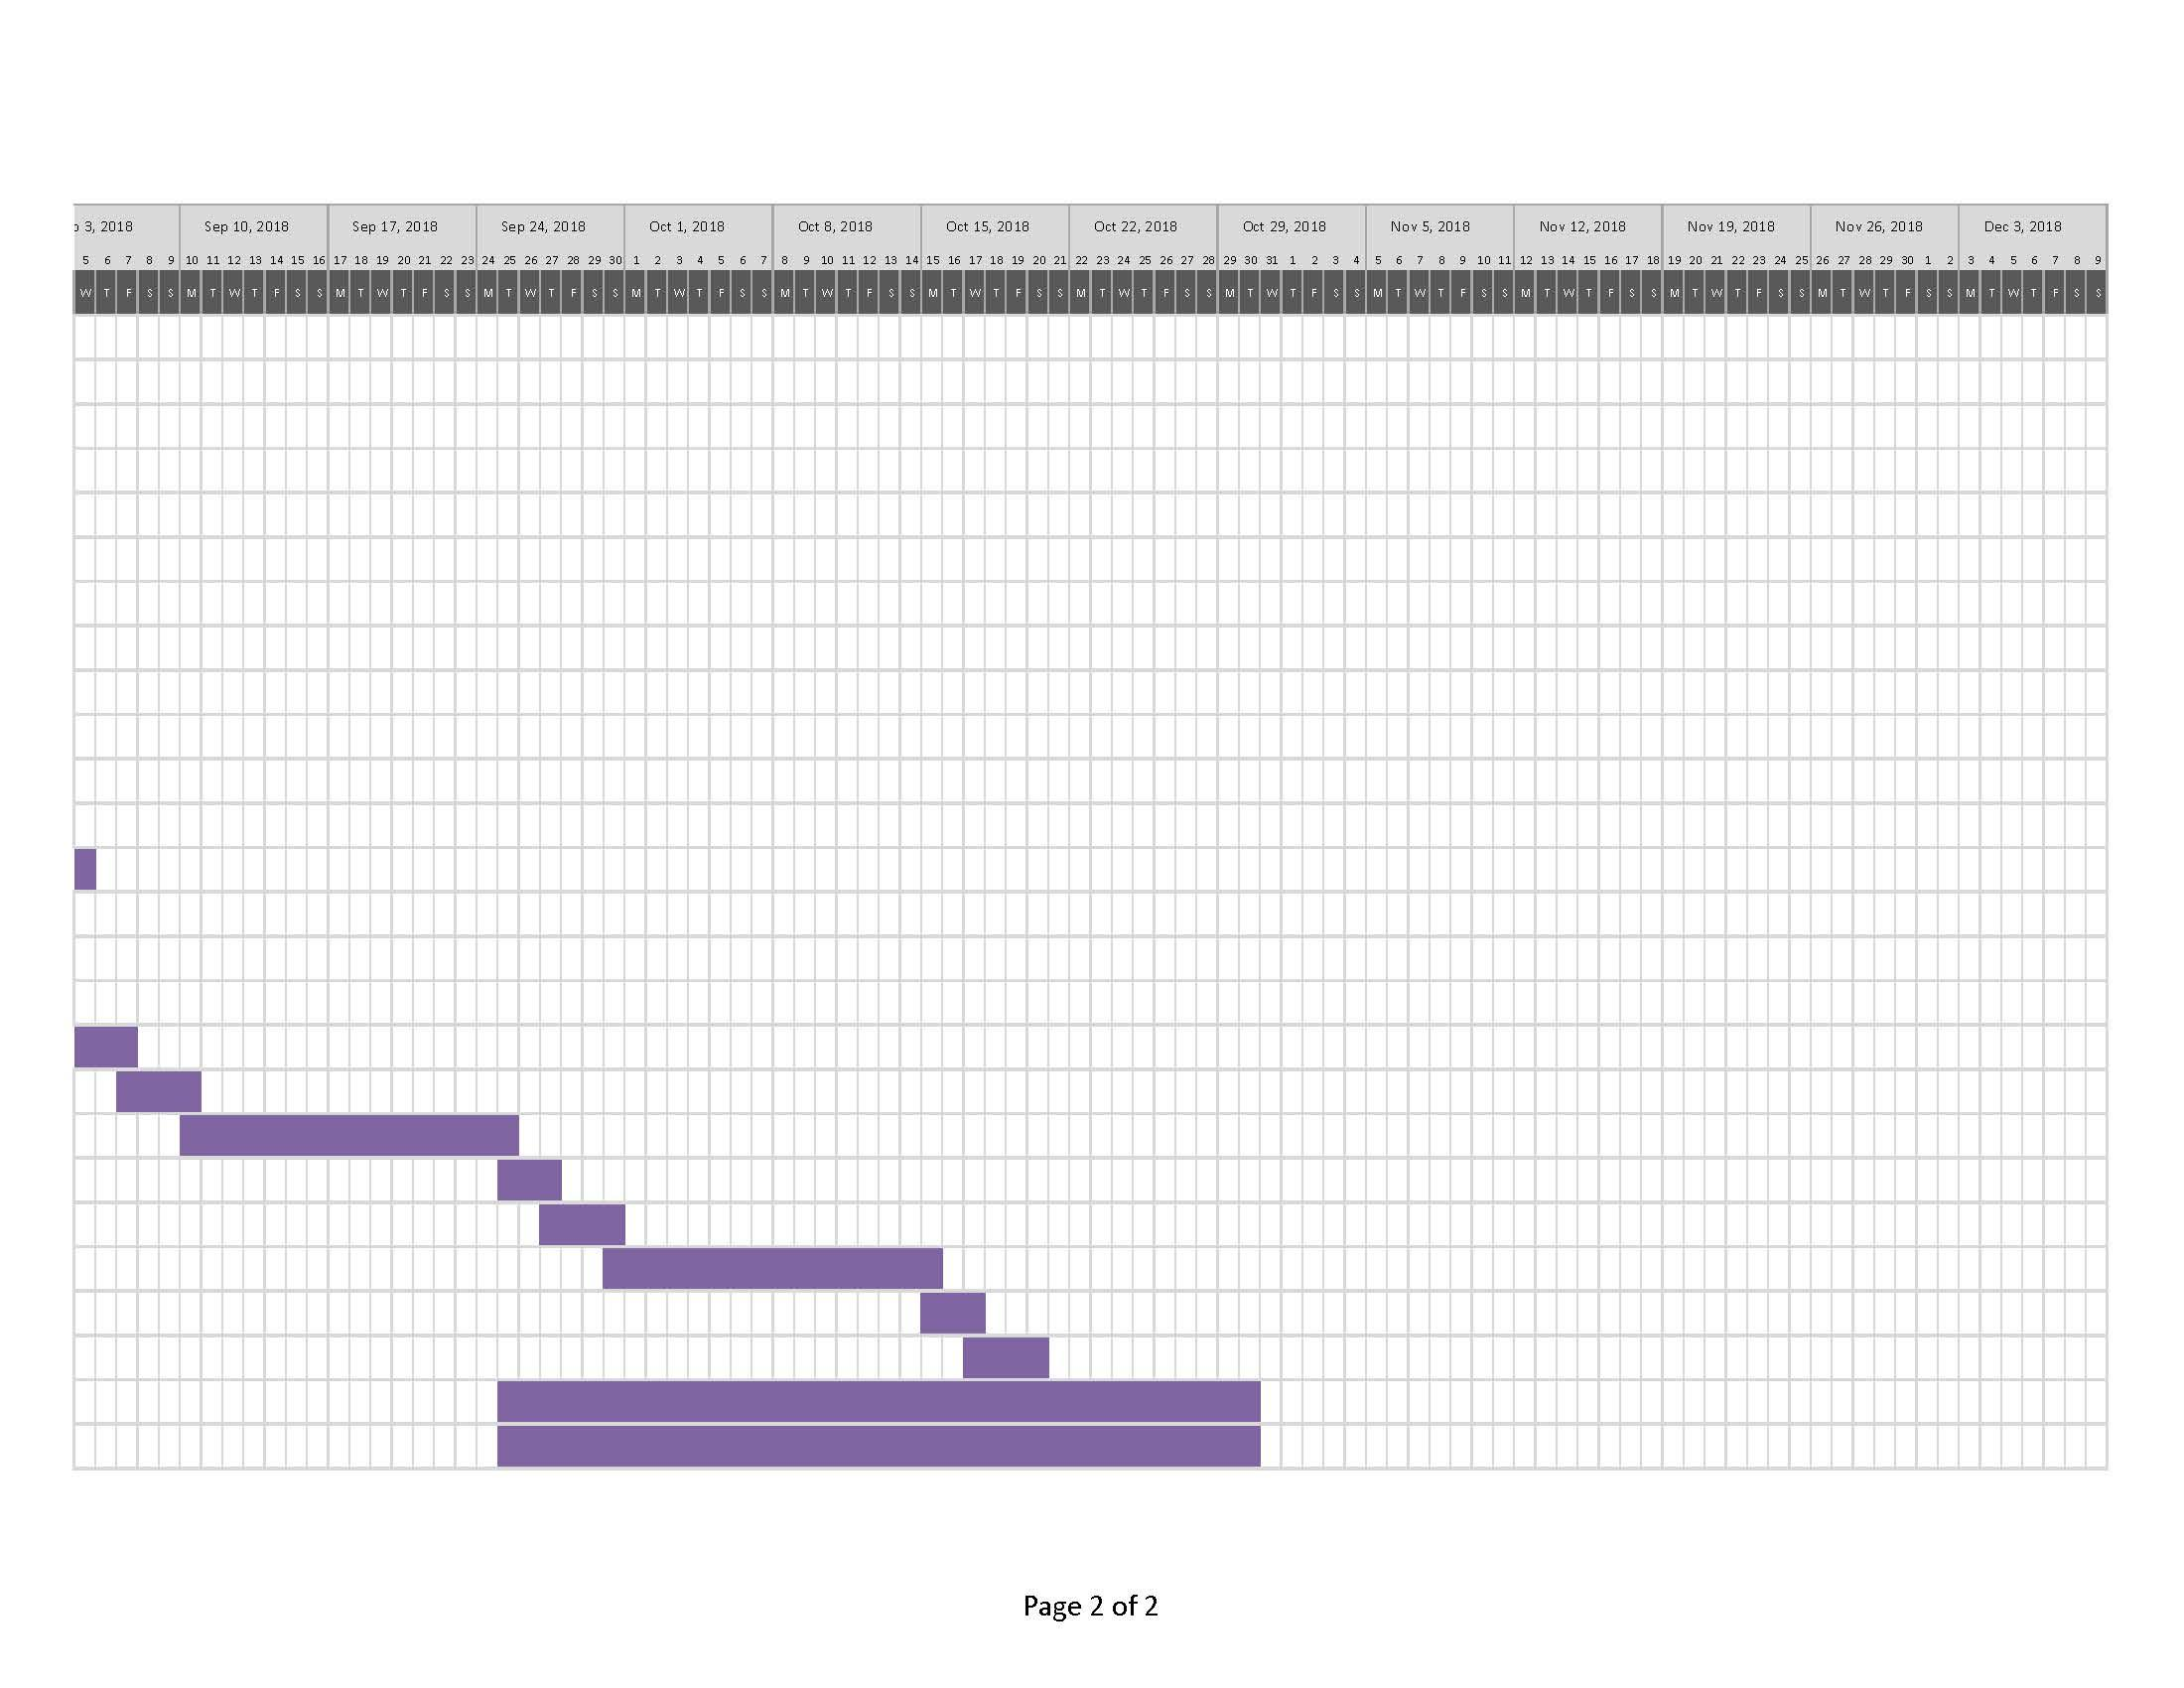 3, 2018 Sep 10, 2018 Sep 17, 2018 Sep 24, 2018 Oct 1, 2018 Oct 8, 2018 Oct 15, 2018 Oct 22, 2018 Oct 29, 2018 Nov 5, 2018 Nov 12, 2018 Nov 19, 2018 Nov 26, 2018 Dec 3, 2018
5 6 7 8 9 10 11 12 13 14 15 16 17 18 19 20 21 22 23 24 25 26 27 28 29 30 1 2 3 4 5 6 7 8 9 10 11 12 13 14 15 16 17 18 19 20 21 22 23 24 25 26 27 28 29 30 31 1 2 3 4 5 6 7 8 9 10 11 12 13 14 15 16 17 18 19 20 21 22 23 24 25 26 27 28 29 30 1 2 3 4 5 6 7 8 9
W T F S S M T W T F S S M T W T F S S M T W T F S S M T W T F S S M T W T F S S M T W T F S S M T W T F S S M T W T F S S M T W T F S S M T W T F S S M T W T F S S M T W T F S S M T W T F S S
Page 2 of 2